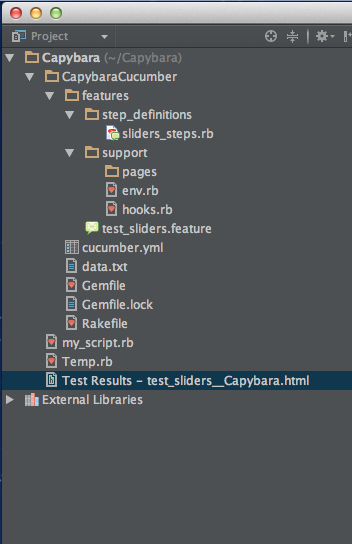 Project
Capybara (~/Capybara)
CapybaraCucumber
features
step_definitions
sliders_steps.rb
support
pages
env.rb
hooks.rb
test_sliders.feature
cucumber.yml
data.txt
Gemfile
Gemfile.lock
Rakefile
my_script.rb
Temp.rb
Test Results – test_sliders__Capybara.html
External Libraries